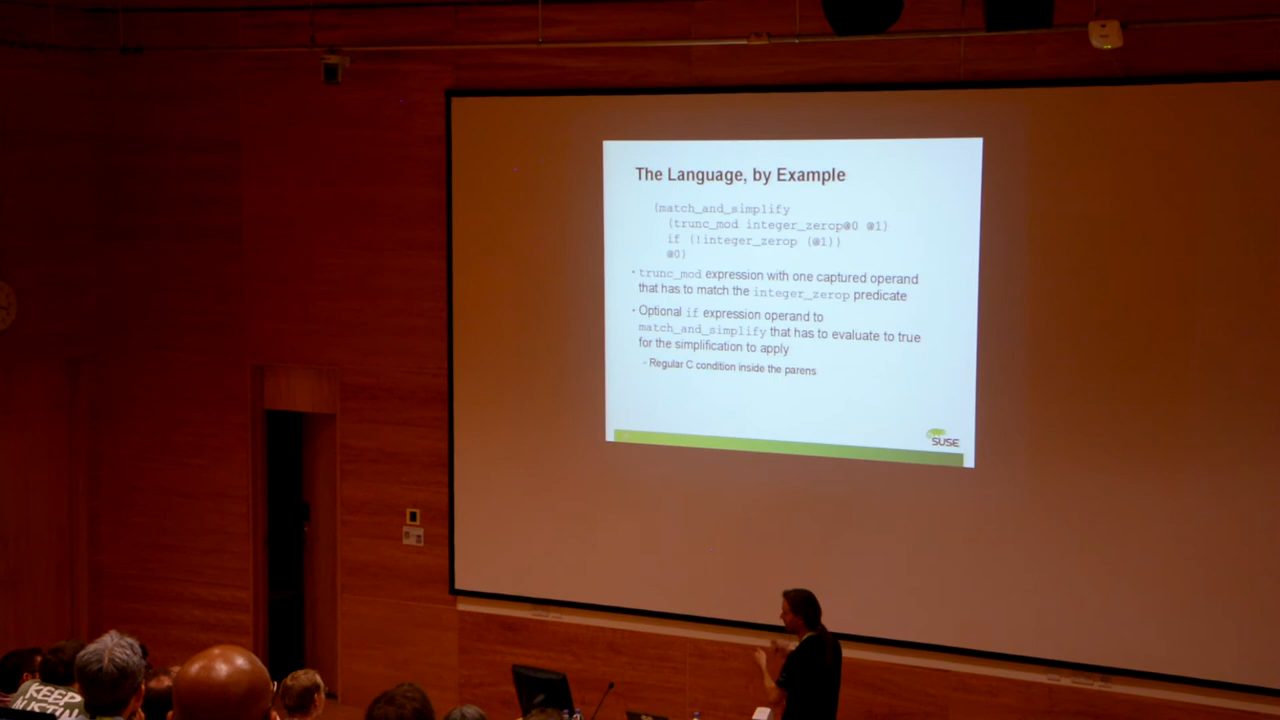 The Language, by Example
(match_and_simplify
(trunc_mod integer_zerop@0 @1)
if (!integer_zerop (@1))
@0)
• trunc_mod expression with one captured operand
that has to match the integer_zerop predicate
• Optional if expression operand to
match_and_simplify that has to evaluate to true
for the simplification to apply
- Regular C condition inside the parens
SUSE
KEEP
AUSTIN